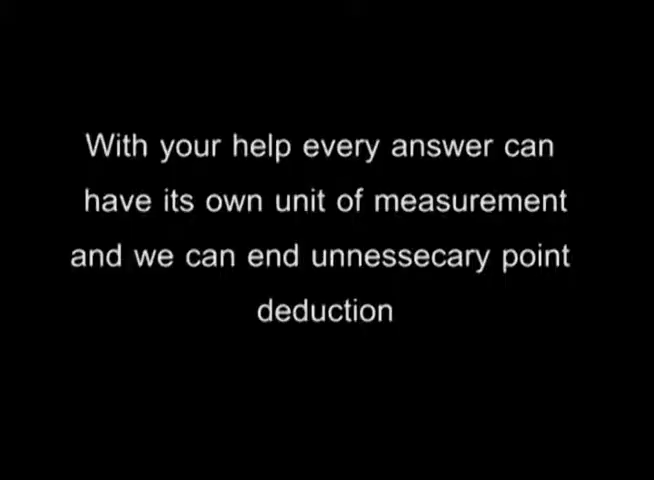 With your help every answer can
have its own unit of measurement
and we can end unnessecary point
deduction